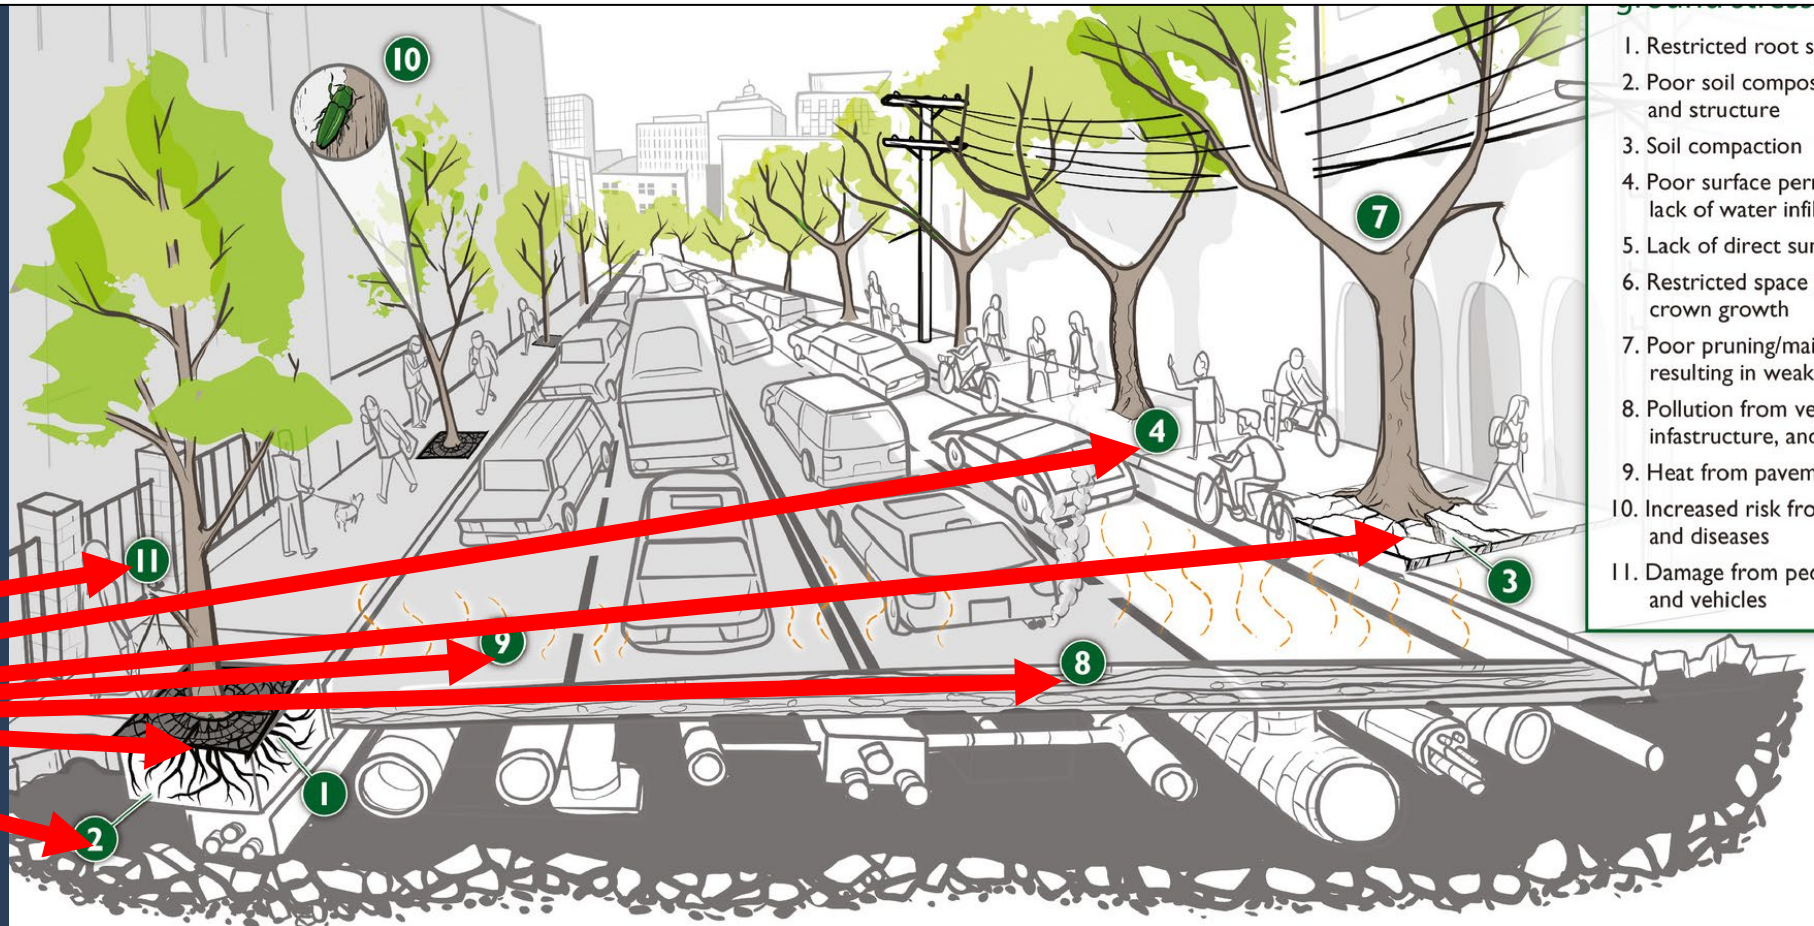 10
7
4
11
3
9
8
1
2
ground stress
1. Restricted root
2. Poor soil
and structure
3. Soil compaction
4. Poor surface
lack of water
5. Lack of direct
6. Restricted space
crown growth
7. Poor
resulting in weak
8. Pollution from
infastructure, and
9. Heat from
10. Increased risk
and diseases
11. Damage from
and vehicles